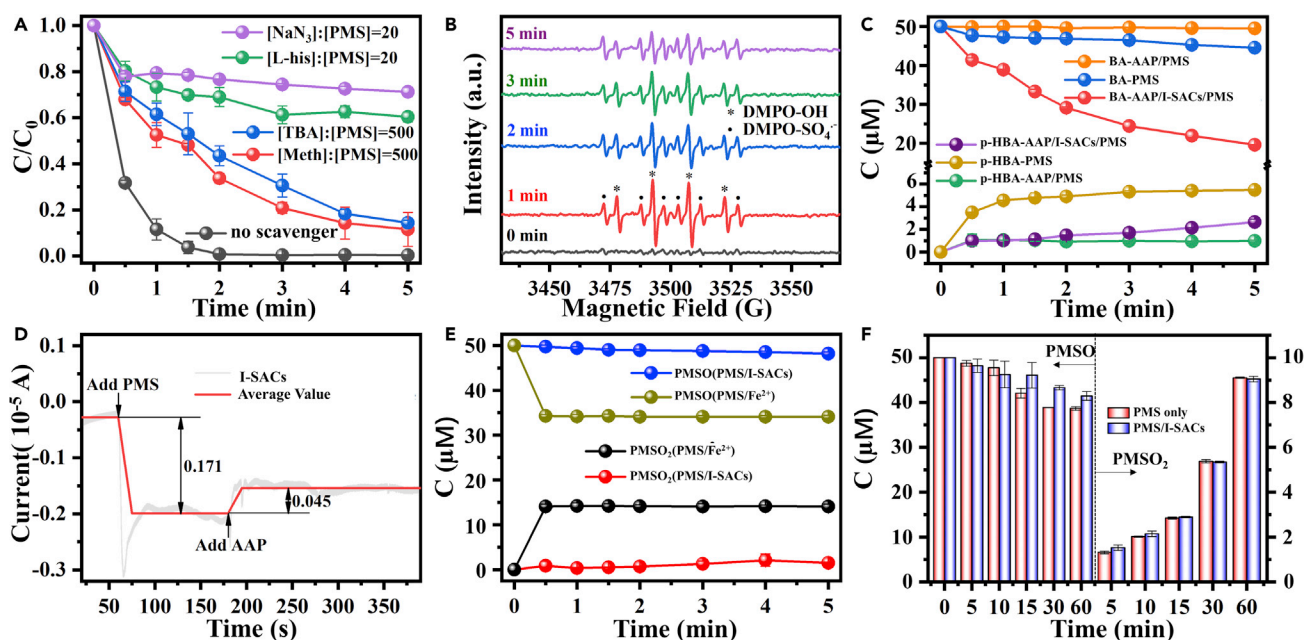 A
C/C0
1.0
0.8
0.6
0.4
0.2
0.0
[NaN3]:[PMS]=20
[L-his]:[PMS]=20
[TBA]:[PMS]=500
[Meth]:[PMS]=500
no scavenger
0 1 2 3 4 5
Time (min)
B
Intensity (a.u.)
5 min
3 min
2 min
1 min
0 min
* DMPO-OH
• DMPO-SO4•-
* * * *
• • • • • •
3450 3475 3500 3525 3550
Magnetic Field (G)
C
C (μM)
50
40
30
20
6
4
2
0
BA-AAP/PMS
BA-PMS
BA-AAP/I-SACs/PMS
p-HBA-AAP/I-SACs/PMS
p-HBA-PMS
p-HBA-AAP/PMS
0 1 2 3 4 5
Time (min)
D
Current( 10-5 A)
0.1
0.0
-0.1
-0.2
-0.3
Add PMS
I-SACs
Average Value
0.171
0.045
Add AAP
50 100 150 200 250 300 350
Time (s)
E
C (μM)
50
40
30
20
10
0
PMSO(PMS/I-SACs)
PMSO(PMS/Fe2+)
PMSO2(PMS/Fe2+)
PMSO2(PMS/I-SACs)
0 1 2 3 4 5
Time (min)
F
C (μM)
50
40
30
20
10
0
PMSO
PMS only
PMS/I-SACs
PMSO2
10
8
6
4
2
0
0 5 10 15 30 60 5 10 15 30 60
Time (min)